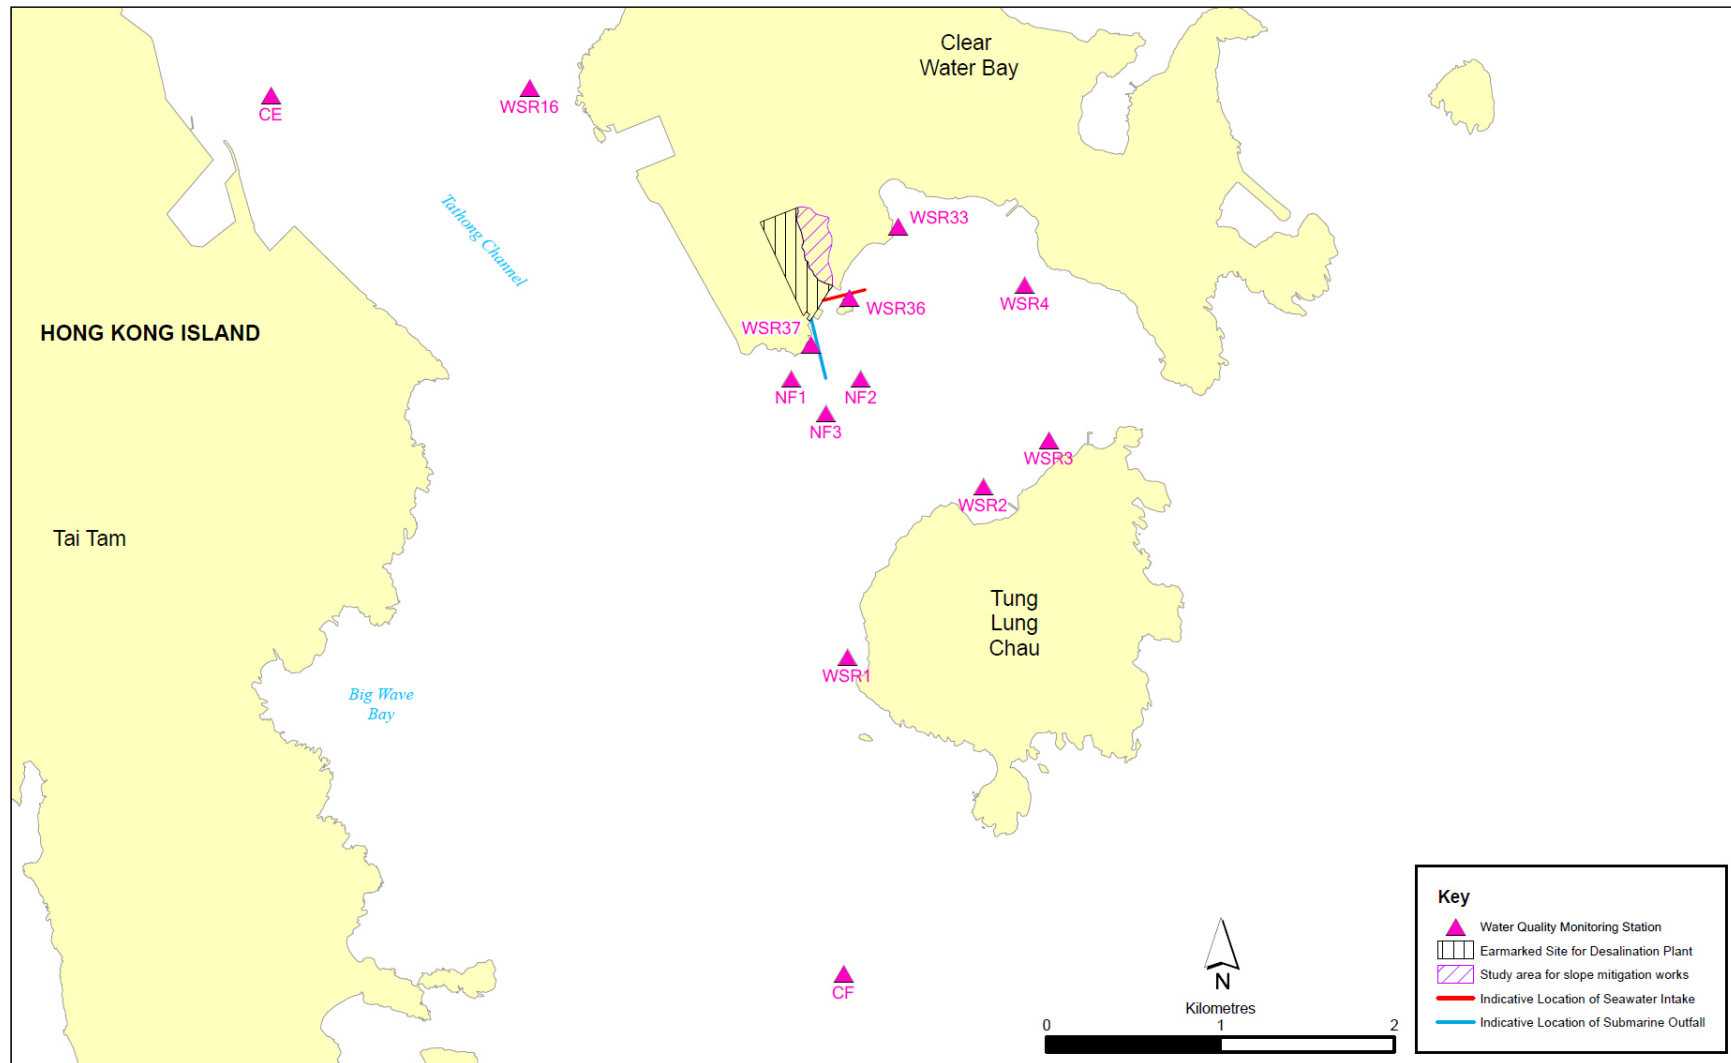 Clear
Water Bay
CE
WSR16
Tathong Channel
WSR33
WSR4
WSR36
HONG KONG ISLAND
WSR37
NF1
NF2
NF3
WSR3
WSR2
Tai Tam
Tung
Lung
Chau
WSR1
Big Wave
Bay
CF
N
Kilometres
0 1 2
Key
Water Quality Monitoring Station
Earmarked Site for Desalination Plant
Study area for slope mitigation works
Indicative Location of Seawater Intake
Indicative Location of Submarine Outfall